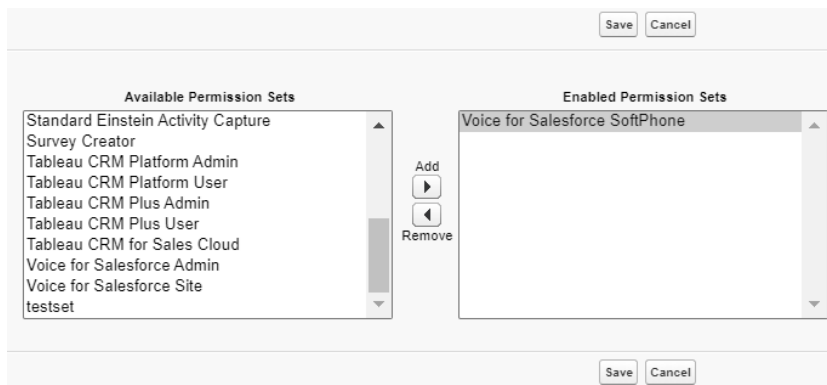 Save Cancel
Available Permission Sets
Standard Einstein Activity Capture
Survey Creator
Tableau CRM Platform Admin
Tableau CRM Platform User
Tableau CRM Plus Admin
Tableau CRM Plus User
Tableau CRM for Sales Cloud
Voice for Salesforce Admin
Voice for Salesforce Site
testset
Add
Remove
Enabled Permission Sets
Voice for Salesforce SoftPhone
Save Cancel